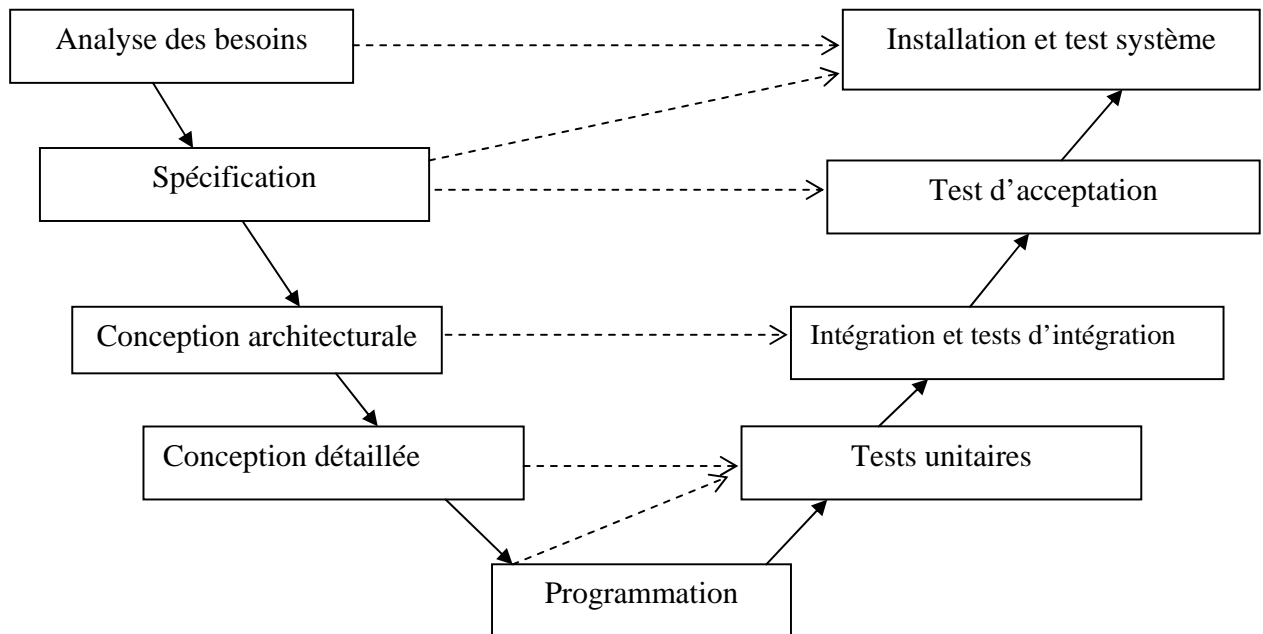 Analyse des besoins
Installation et test système
Spécification
Test d’acceptation
Conception architecturale
Intégration et tests d’intégration
Conception détaillée
Tests unitaires
Programmation